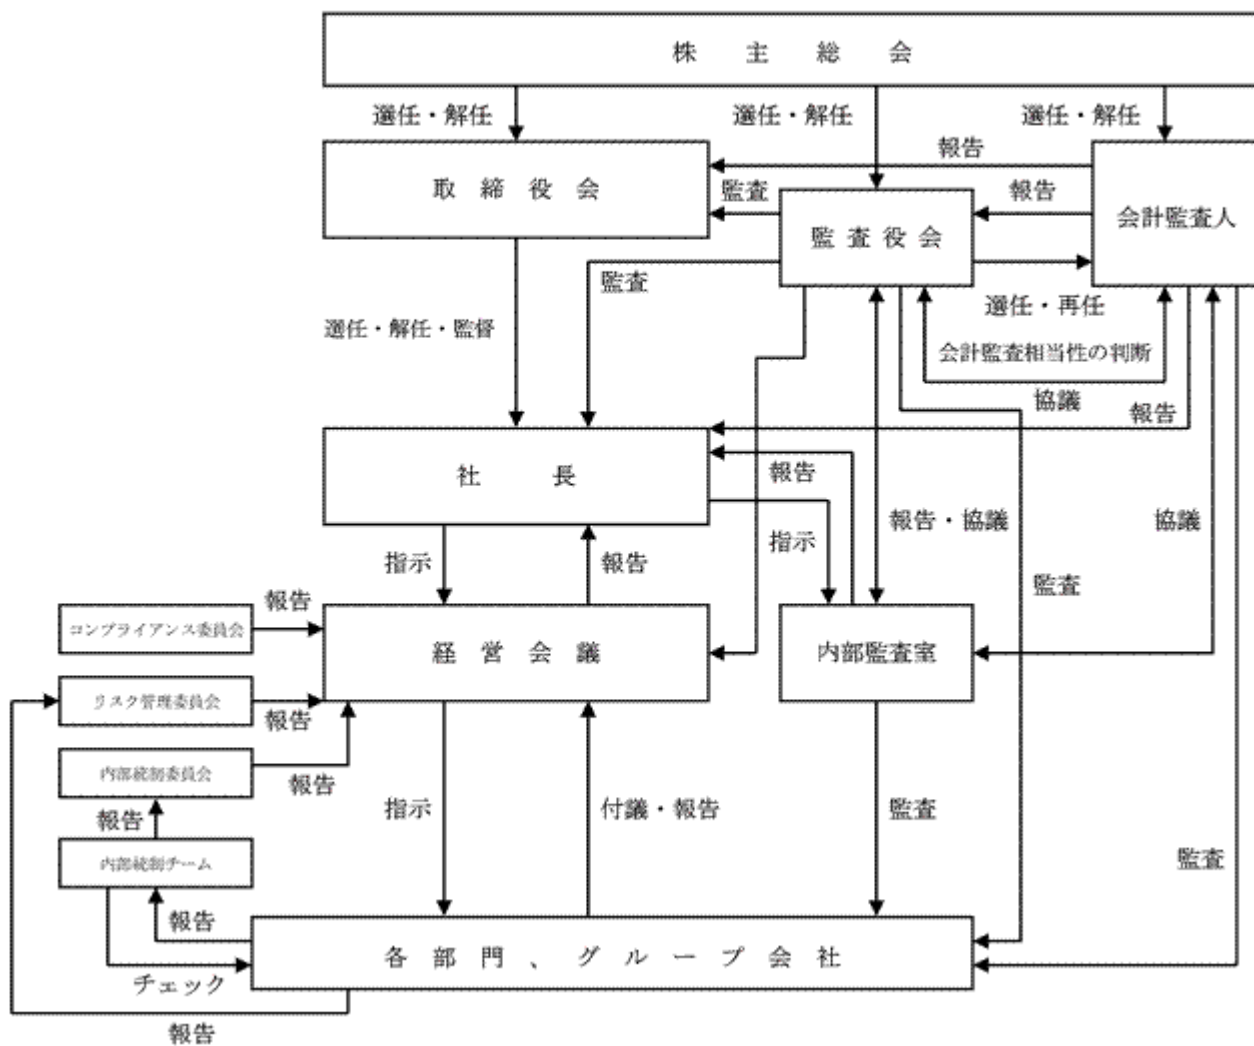 株主総会
選任・解任
選任・解任
選任・解任
取締役会
報告
監査
報告
監査役会
会計監査人
監査
選任・再任
選任・解任・監督
会計監査相当性の判断
協議
報告
社長
報告
指示
報告・協議
協議
指示
報告
監査
報告
コンプライアンス委員会
経営会議
内部監査室
リスク管理委員会
報告
内部統制委員会
報告
指示
付議・報告
監査
報告
内部統制チーム
監査
報告
各部門、グループ会社
チェック
報告